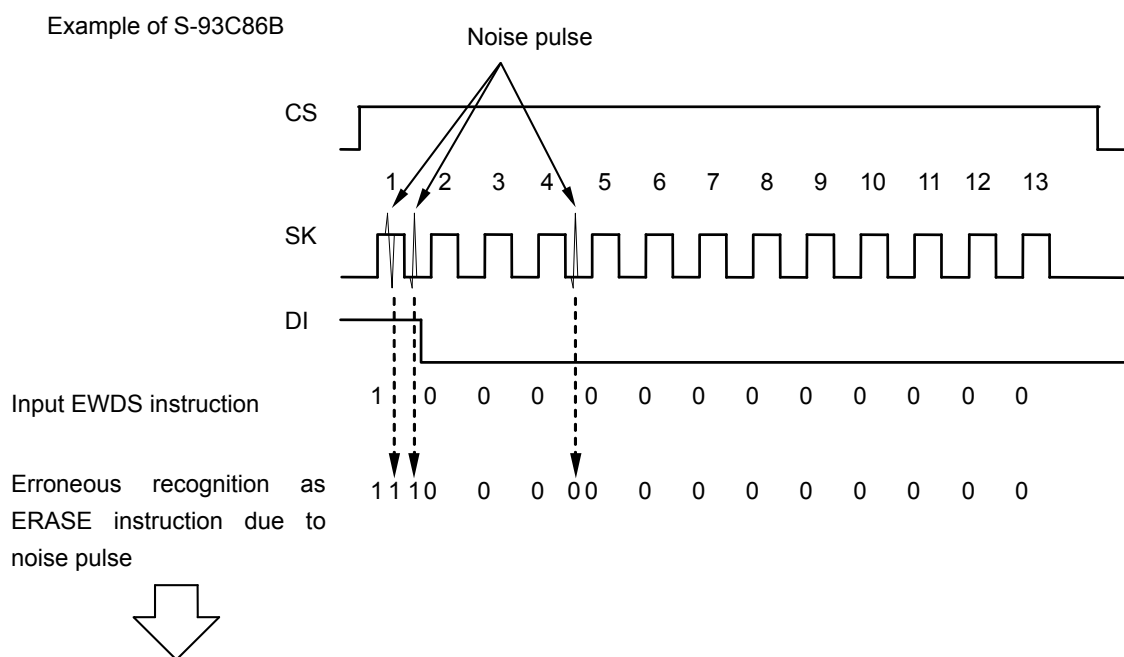 Example of S-93C86B
Noise pulse
CS
1 2 3 4 5 6 7 8 9 10 11 12 13
SK
DI
Input EWDS instruction
1 0 0 0 0 0 0 0 0 0 0 0 0
Erroneous recognition as
ERASE instruction due to
noise pulse
1 1 1 0 0 0 0 0 0 0 0 0 0 0 0 0